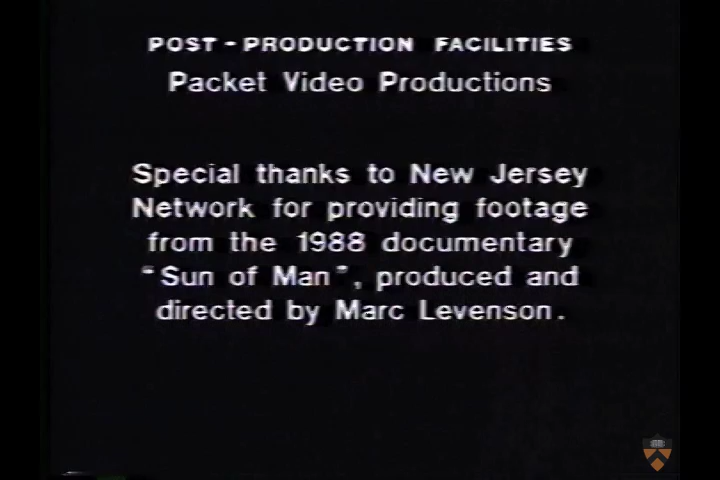 POST-PRODUCTION FACILITIES
Packet Video Productions
Special thanks to New Jersey
Network for providing footage
from the 1988 documentary
"Sun of Man", produced and
directed by Marc Levenson.